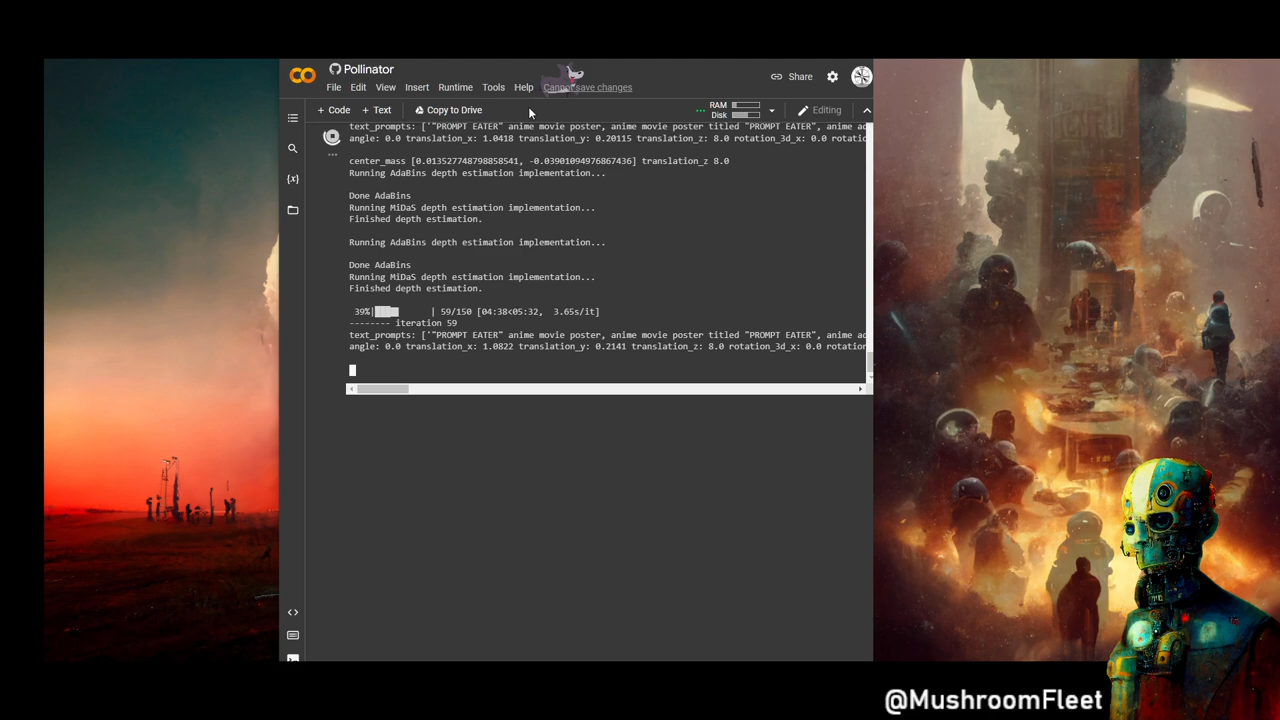 Pollinator
File Edit View Insert Runtime Tools Help Cannot save changes
Share
+ Code + Text Copy to Drive
RAM
Disk
Editing
text_prompts: ['"PROMPT EATER" anime movie poster, anime movie poster titled "PROMPT EATER", anime ad
angle: 0.0 translation_x: 1.0418 translation_y: 0.20115 translation_z: 8.0 rotation_3d_x: 0.0 rotatio
center_mass [0.013527748798858541, -0.03901094976867436] translation_z 8.0
Running AdaBins depth estimation implementation...
Done AdaBins
Running MiDaS depth estimation implementation...
Finished depth estimation.
Running AdaBins depth estimation implementation...
Done AdaBins
Running MiDaS depth estimation implementation...
Finished depth estimation.
39%| | 59/150 [04:38<05:32, 3.65s/it]
-------- iteration 59
text_prompts: ['"PROMPT EATER" anime movie poster, anime movie poster titled "PROMPT EATER", anime ad
angle: 0.0 translation_x: 1.0822 translation_y: 0.2141 translation_z: 8.0 rotation_3d_x: 0.0 rotation
@MushroomFleet